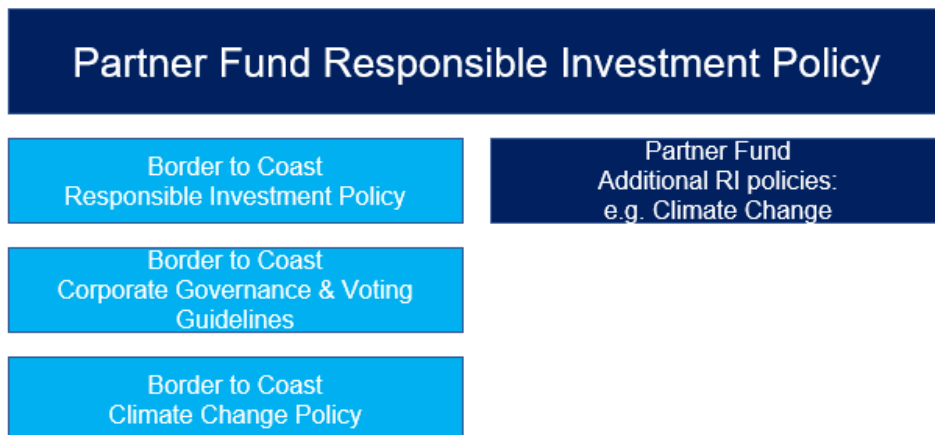 Partner Fund Responsible Investment Policy
Border to Coast
Responsible Investment Policy
Partner Fund
Additional RI policies:
e.g. Climate Change
Border to Coast
Corporate Governance & Voting
Guidelines
Border to Coast
Climate Change Policy